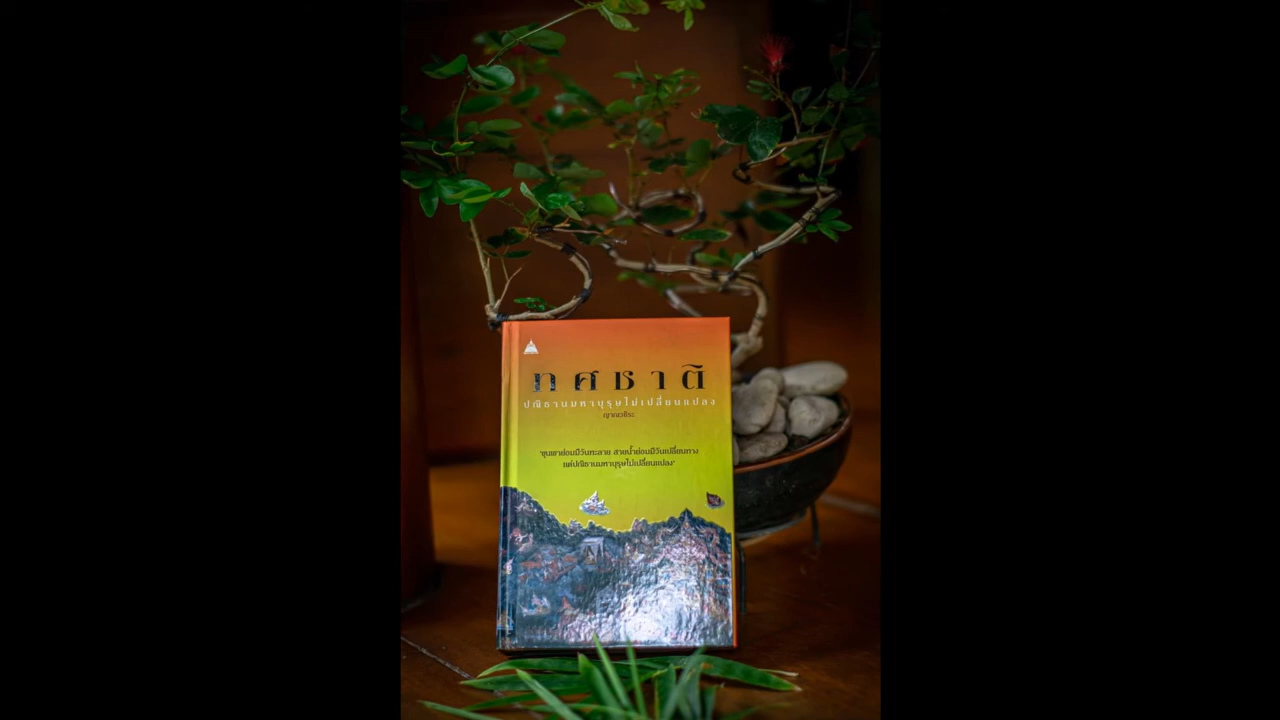 ทศชาติ
ปณิธานมหาบุรุษไม่เปลี่ยนแปลง
ญาณวชิระ
"ขุนเขาย่อมมีวันทะลาย สายน้ำย่อมมีวันเปลี่ยนทาง
แต่ปณิธานมหาบุรุษไม่เปลี่ยนแปลง"